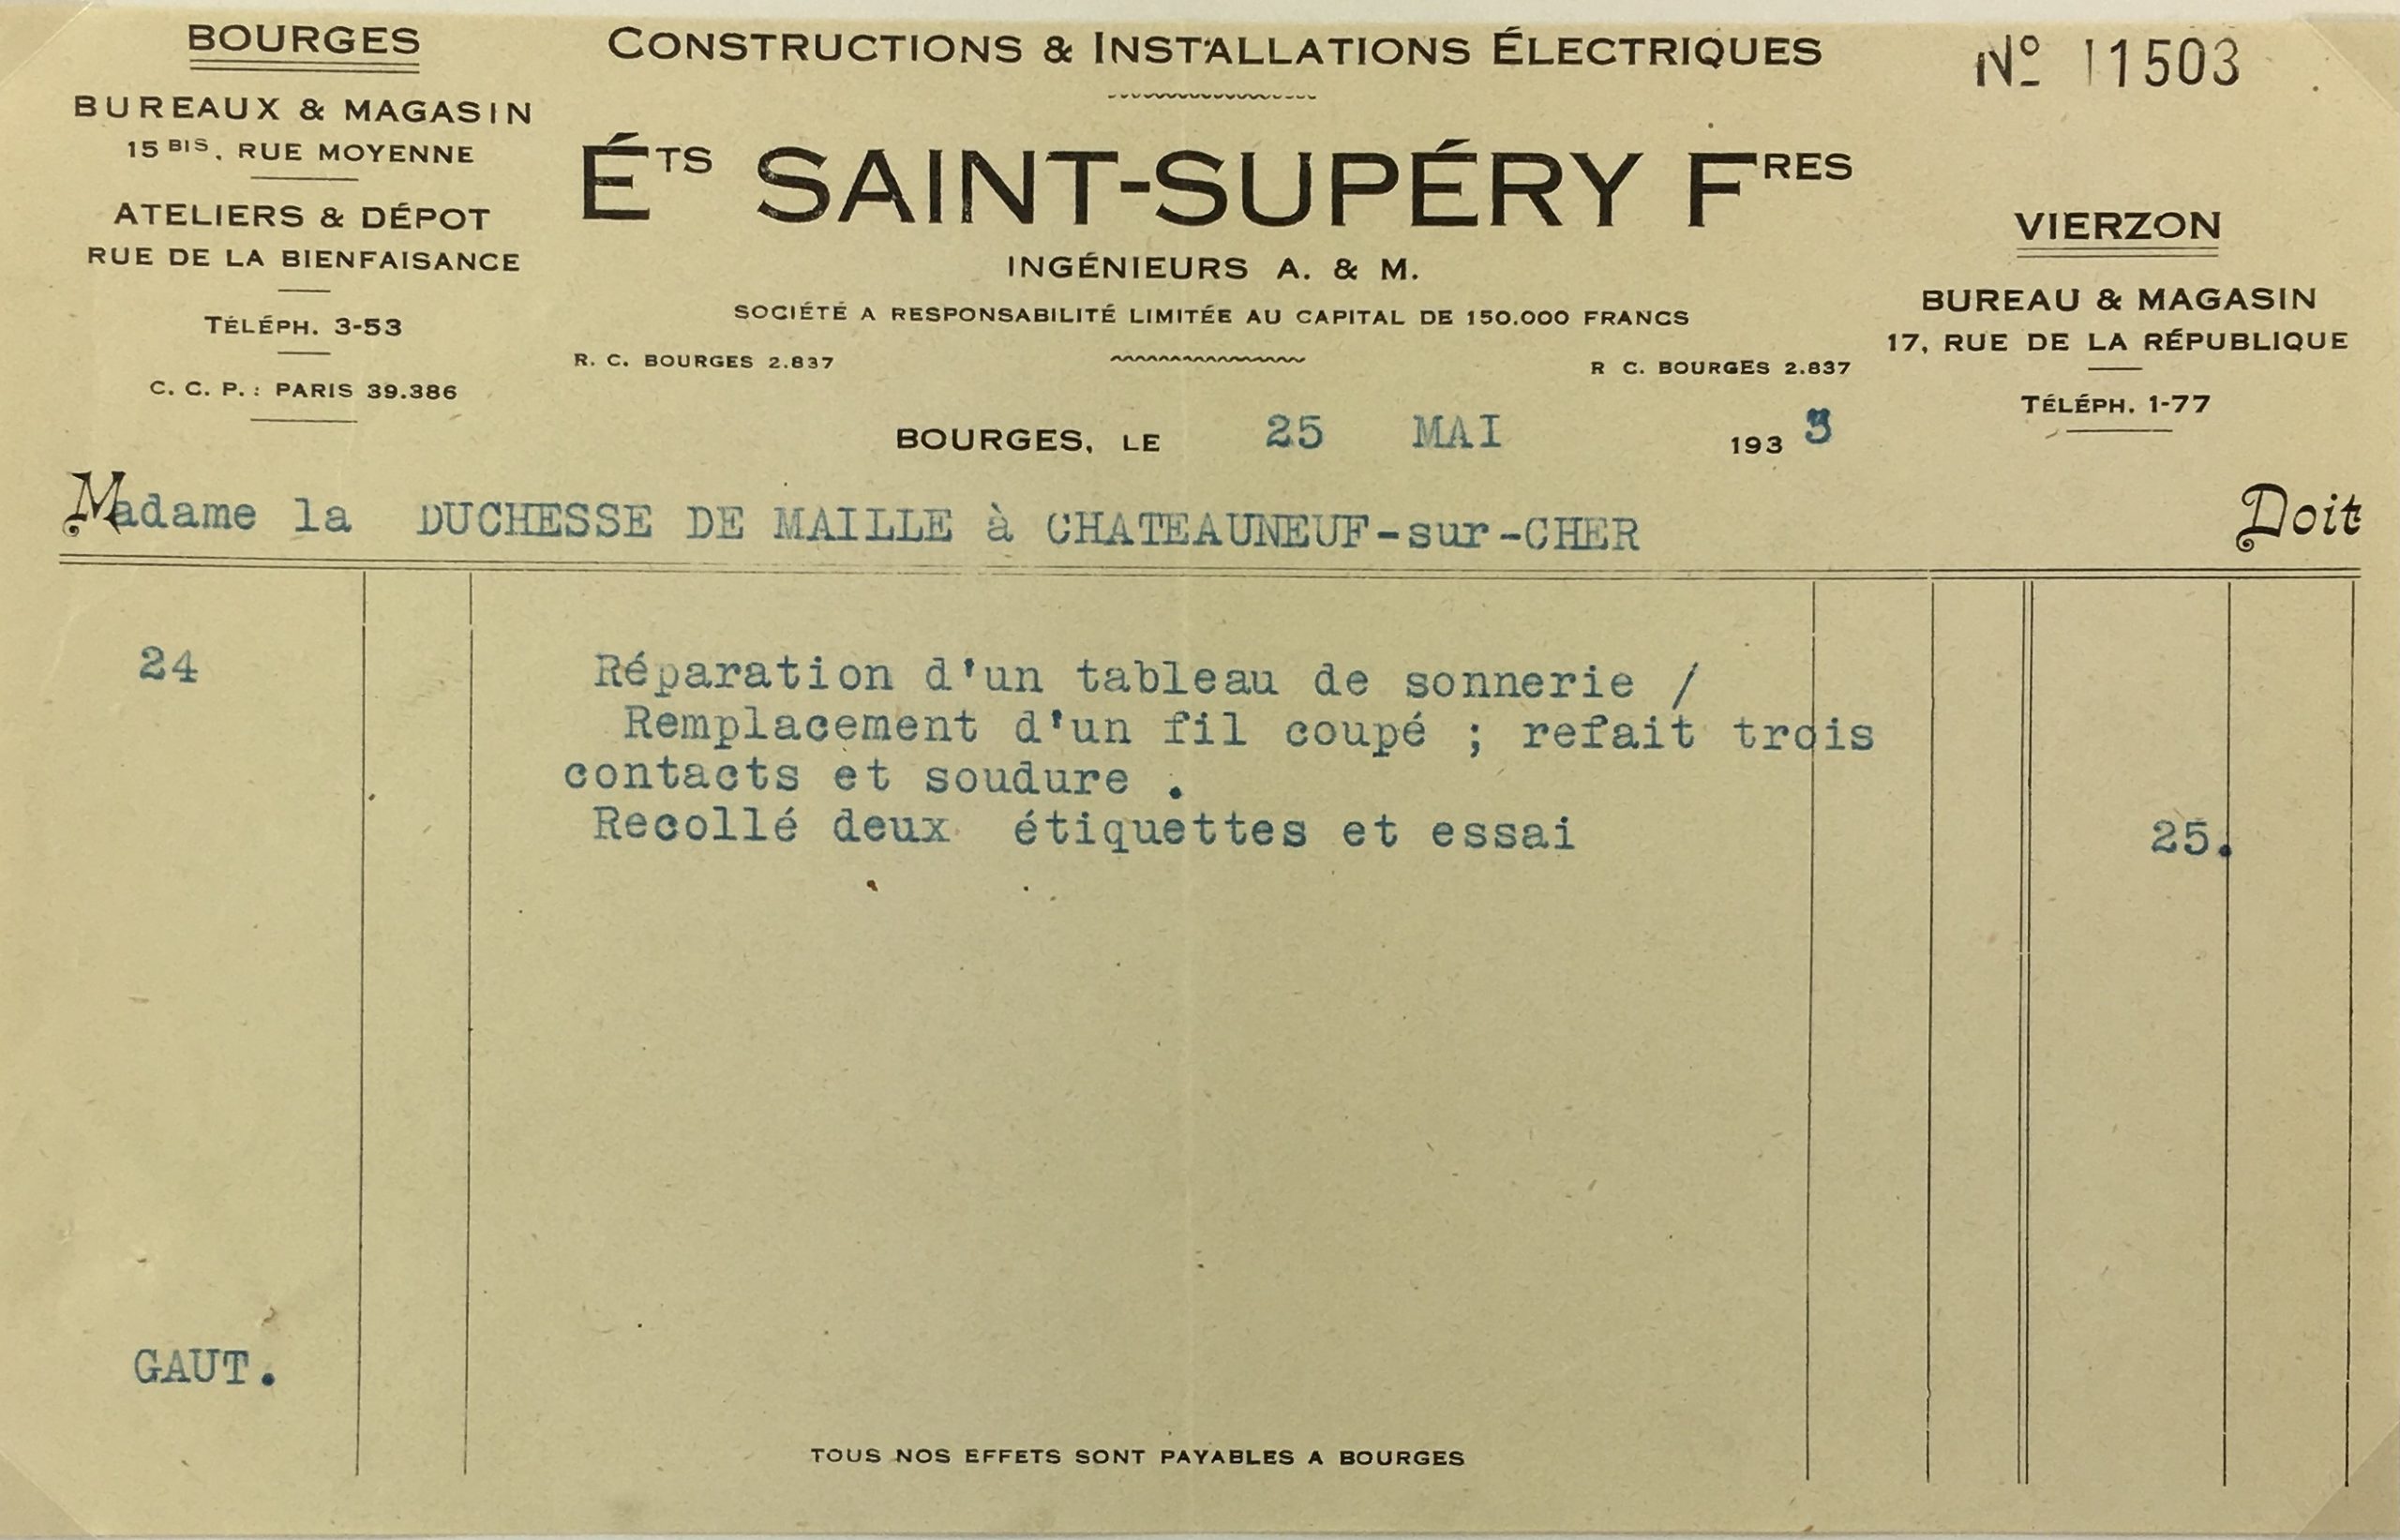 BOURGES
BUREAUX & MAGASIN
15 BIS, RUE MOYENNE
ATELIERS & DÉPOT
RUE DE LA BIENFAISANCE
TÉLÉPH. 3-53
C. C. P. : PARIS 39.386
CONSTRUCTIONS & INSTALLATIONS ÉLECTRIQUES
ÉTS SAINT-SUPÉRY FRES
INGÉNIEURS A. & M.
SOCIÉTÉ A RESPONSABILITÉ LIMITÉE AU CAPITAL DE 150.000 FRANCS
R. C. BOURGES 2.837
R C. BOURGES 2.837
Nº 11503
VIERZON
BUREAU & MAGASIN
17, RUE DE LA RÉPUBLIQUE
TÉLÉPH. 1-77
BOURGES, LE 25 MAI 1933
Madame la DUCHESSE DE MAILLE à CHATEAUNEUF-sur-CHER Doit
24 Réparation d'un tableau de sonnerie /
Remplacement d'un fil coupé ; refait trois
contacts et soudure .
Recollé deux étiquettes et essai 25.
GAUT.
TOUS NOS EFFETS SONT PAYABLES A BOURGES